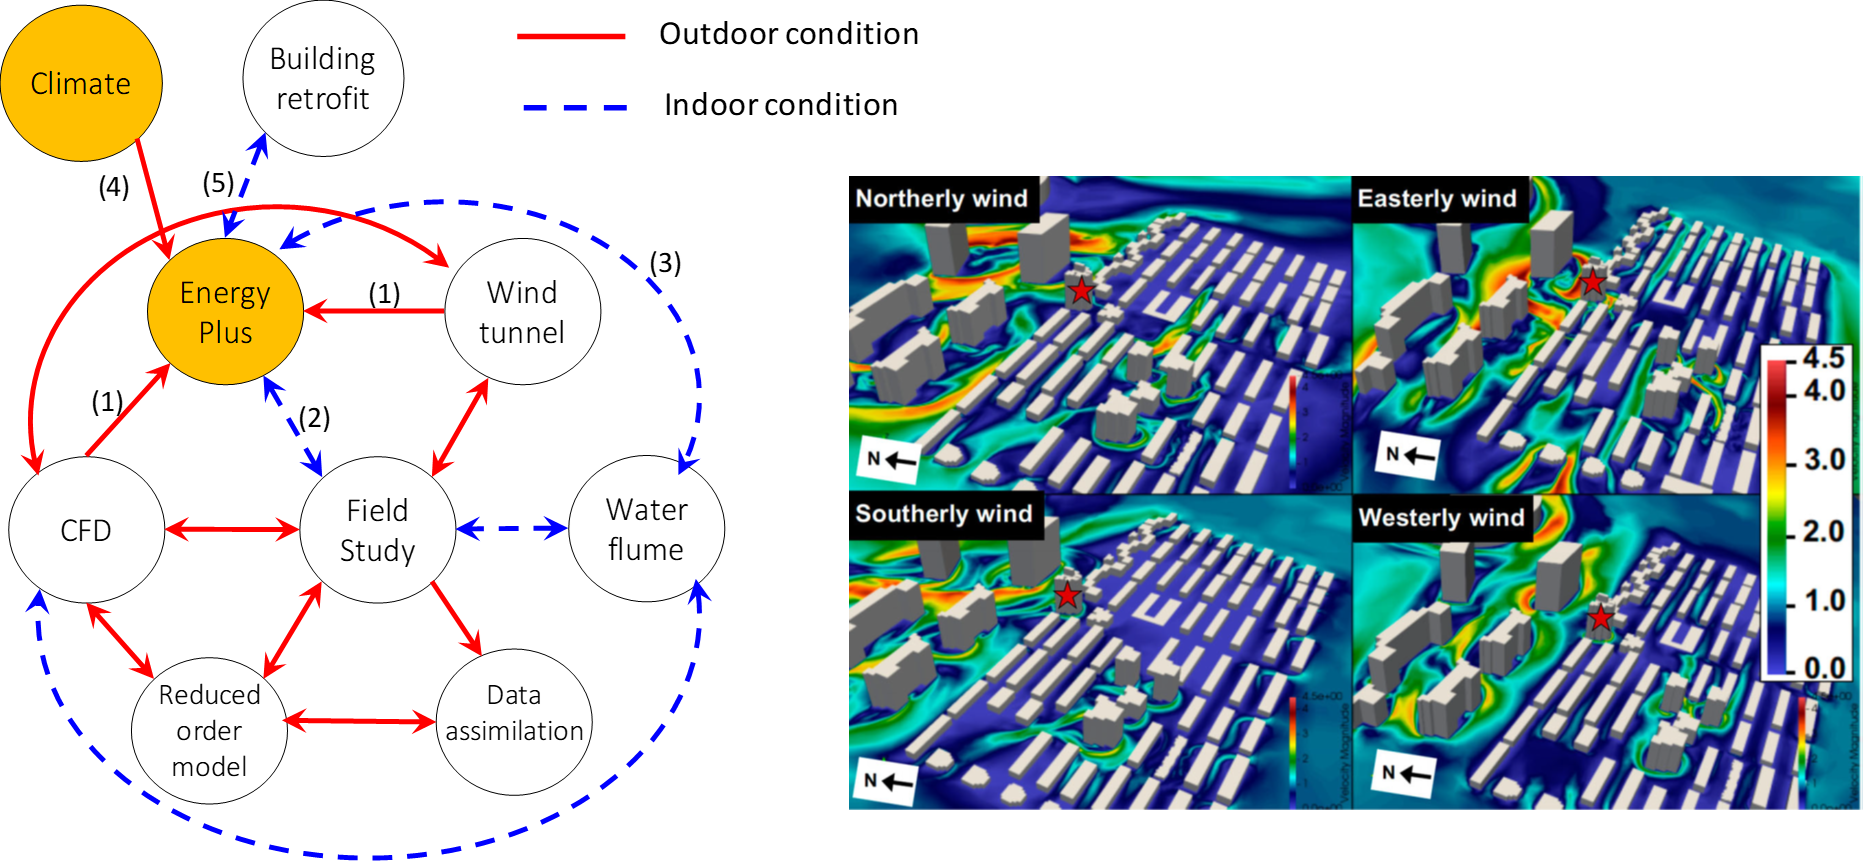 Climate
Building
retrofit
Outdoor condition
Indoor condition
(4)
(5)
(3)
Energy
Plus
(1)
Wind
tunnel
(1)
(2)
CFD
Field
Study
Water
flume
Reduced
order
model
Data
assimilation
Northerly wind
Easterly wind
N
N
Southerly wind
Westerly wind
N
N
4.5
4.0
3.0
2.0
1.0
0.0
Velocity Magnitude